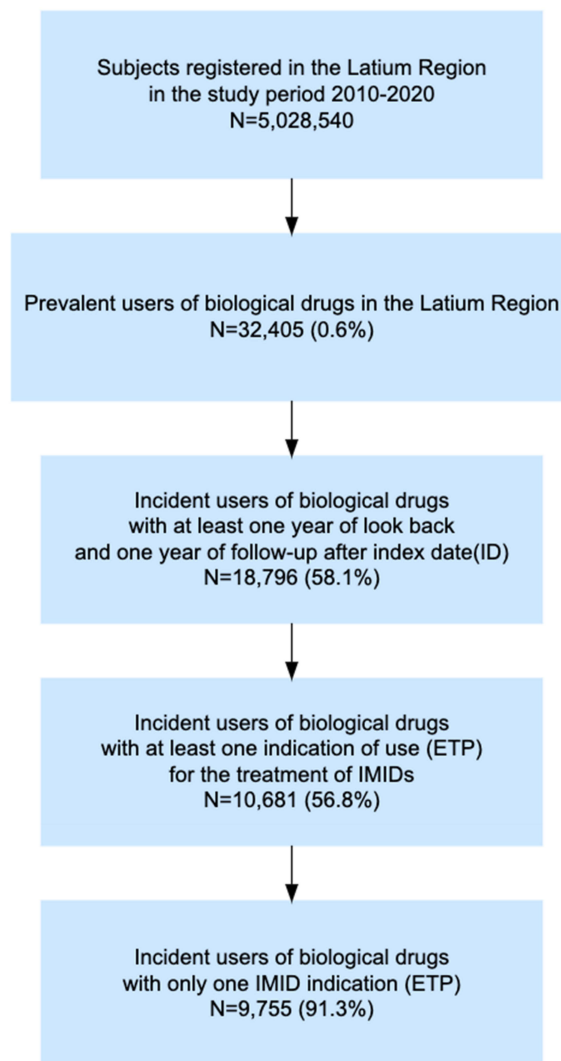 Subjects registered in the Latium Region
in the study period 2010-2020
N=5,028,540
Prevalent users of biological drugs in the Latium Region
N=32,405 (0.6%)
Incident users of biological drugs
with at least one year of look back
and one year of follow-up after index date(ID)
N=18,796 (58.1%)
Incident users of biological drugs
with at least one indication of use (ETP)
for the treatment of IMIDs
N=10,681 (56.8%)
Incident users of biological drugs
with only one IMID indication (ETP)
N=9,755 (91.3%)